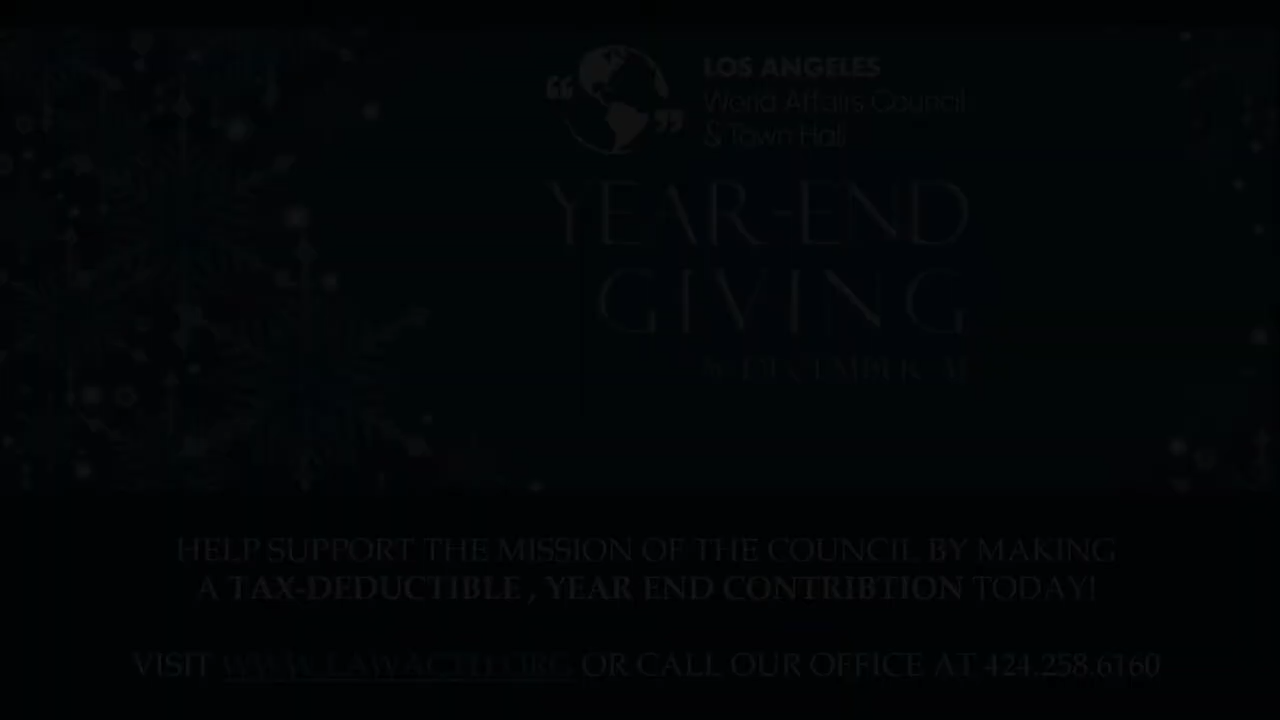 LOS ANGELES
World Affairs Council
& Town Hall
YEAR-END
GIVING
HELP SUPPORT THE MISSION OF THE COUNCIL BY MAKING
A TAX-DEDUCTIBLE , YEAR END CONTRIBTION TODAY!
VISIT WWW.LAWACTH.ORG OR CALL OUR OFFICE AT 424.258.6160